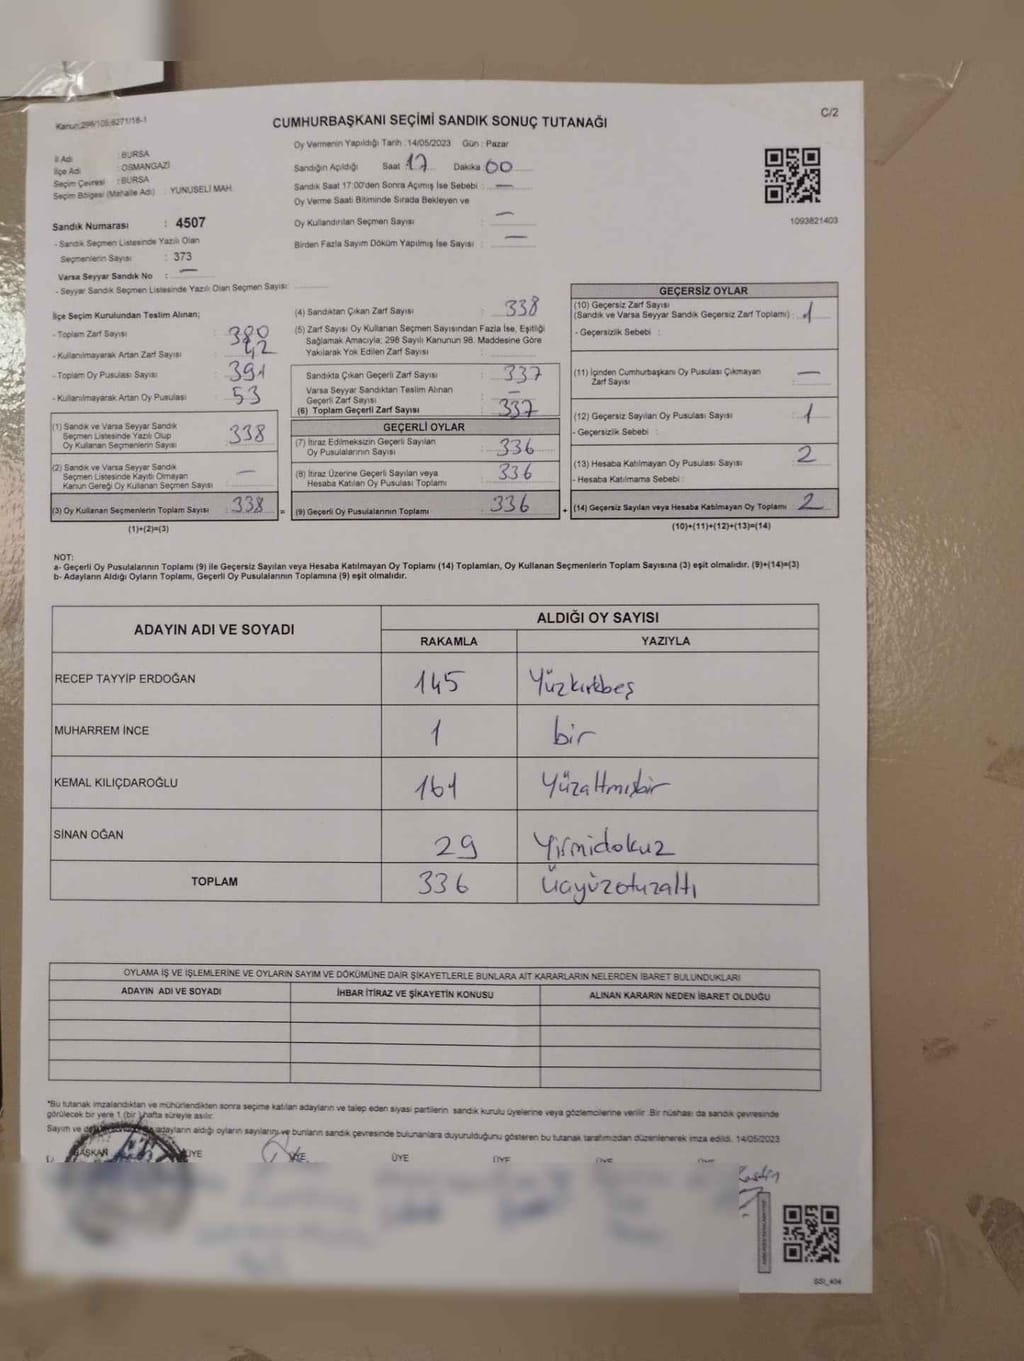 Kanun:298/105;6271/18-1
C/2
CUMHURBAŞKANI SEÇİMİ SANDIK SONUÇ TUTANAĞI
İl Adı : BURSA
İlçe Adı : OSMANGAZİ
Seçim Çevresi : BURSA
Seçim Bölgesi (Mahalle Adı) : YUNUSELİ MAH.
Sandık Numarası : 4507
- Sandık Seçmen Listesinde Yazılı Olan
Seçmenlerin Sayısı : 373
Varsa Seyyar Sandık No : —
- Seyyar Sandık Seçmen Listesinde Yazılı Olan Seçmen Sayısı:
Oy Vermenin Yapıldığı Tarih :14/05/2023 Gün : Pazar
Sandığın Açıldığı Saat 17 Dakika 00
Sandık Saat 17:00'den Sonra Açımış İse Sebebi : —
Oy Verme Saati Bitiminde Sırada Bekleyen ve
Oy Kullandırılan Seçmen Sayısı : —
Birden Fazla Sayım Döküm Yapılmış İse Sayısı : —
1093821403
İlçe Seçim Kurulundan Teslim Alınan;
- Toplam Zarf Sayısı : 380
- Kullanılmayarak Artan Zarf Sayısı : 42
- Toplam Oy Pusulası Sayısı : 391
- Kullanılmayarak Artan Oy Pusulası : 53
(1) Sandık ve Varsa Seyyar Sandık
Seçmen Listesinde Yazılı Olup
Oy Kullanan Seçmenlerin Sayısı : 338
(2) Sandık ve Varsa Seyyar Sandık
Seçmen Listesinde Kayıtlı Olmayan
Kanun Gereği Oy Kullanan Seçmen Sayısı : —
(3) Oy Kullanan Seçmenlerin Toplam Sayısı : 338 =
(1)+(2)=(3)
(4) Sandıktan Çıkan Zarf Sayısı : 338
(5) Zarf Sayısı Oy Kullanan Seçmen Sayısından Fazla İse, Eşitliği
Sağlamak Amacıyla; 298 Sayılı Kanunun 98. Maddesine Göre
Yakılarak Yok Edilen Zarf Sayısı :
Sandıkta Çıkan Geçerli Zarf Sayısı : 337
Varsa Seyyar Sandıktan Teslim Alınan
Geçerli Zarf Sayısı : —
(6) Toplam Geçerli Zarf Sayısı : 337
GEÇERLİ OYLAR
(7) İtiraz Edilmeksizin Geçerli Sayılan
Oy Pusulalarının Sayısı : 336
(8) İtiraz Üzerine Geçerli Sayılan veya
Hesaba Katılan Oy Pusulası Toplamı : 336
(9) Geçerli Oy Pusulalarının Toplamı : 336 +
GEÇERSİZ OYLAR
(10) Geçersiz Zarf Sayısı
(Sandık ve Varsa Seyyar Sandık Geçersiz Zarf Toplamı) : 1
- Geçersizlik Sebebi :
(11) İçinden Cumhurbaşkanı Oy Pusulası Çıkmayan
Zarf Sayısı : —
(12) Geçersiz Sayılan Oy Pusulası Sayısı : 1
- Geçersizlik Sebebi :
(13) Hesaba Katılmayan Oy Pusulası Sayısı : 2
- Hesaba Katılmama Sebebi :
(14) Geçersiz Sayılan veya Hesaba Katılmayan Oy Toplamı : 2
(10)+(11)+(12)+(13)=(14)
NOT:
a- Geçerli Oy Pusulalarının Toplamı (9) ile Geçersiz Sayılan veya Hesaba Katılmayan Oy Toplamı (14) Toplamları, Oy Kullanan Seçmenlerin Toplam Sayısına (3) eşit olmalıdır. (9)+(14)=(3)
b- Adayların Aldığı Oyların Toplamı, Geçerli Oy Pusulalarının Toplamına (9) eşit olmalıdır.
ADAYIN ADI VE SOYADI ALDIĞI OY SAYISI
RAKAMLA YAZIYLA
RECEP TAYYİP ERDOĞAN 145 Yüzkırkbeş
MUHARREM İNCE 1 bir
KEMAL KILIÇDAROĞLU 161 Yüzaltmışbir
SİNAN OĞAN 29 Yirmidokuz
TOPLAM 336 Üçyüzotuzaltı
OYLAMA İŞ VE İŞLEMLERİNE VE OYLARIN SAYIM VE DÖKÜMÜNE DAİR ŞİKAYETLERLE BUNLARA AİT KARARLARIN NELERDEN İBARET BULUNDUKLARI
ADAYIN ADI VE SOYADI İHBAR İTİRAZ VE ŞİKAYETİN KONUSU ALINAN KARARIN NEDEN İBARET OLDUĞU
*Bu tutanak imzalandıktan ve mühürlendikten sonra seçime katılan adayların ve talep eden siyasi partilerin sandık kurulu üyelerine veya gözlemcilerine verilir. Bir nüshası da sandık çevresinde
görülecek bir yere 1 (bir) hafta süreyle asılır.
Sayım ve adayların aldığı oyların sayılarını ve bunların sandık çevresinde bulunanlara duyurulduğunu gösteren bu tutanak tarafımızdan düzenlenerek imza edildi. 14/05/2023
BAŞKAN ÜYE ÜYE ÜYE ÜYE ÜYE ÜYE
SSİ_404